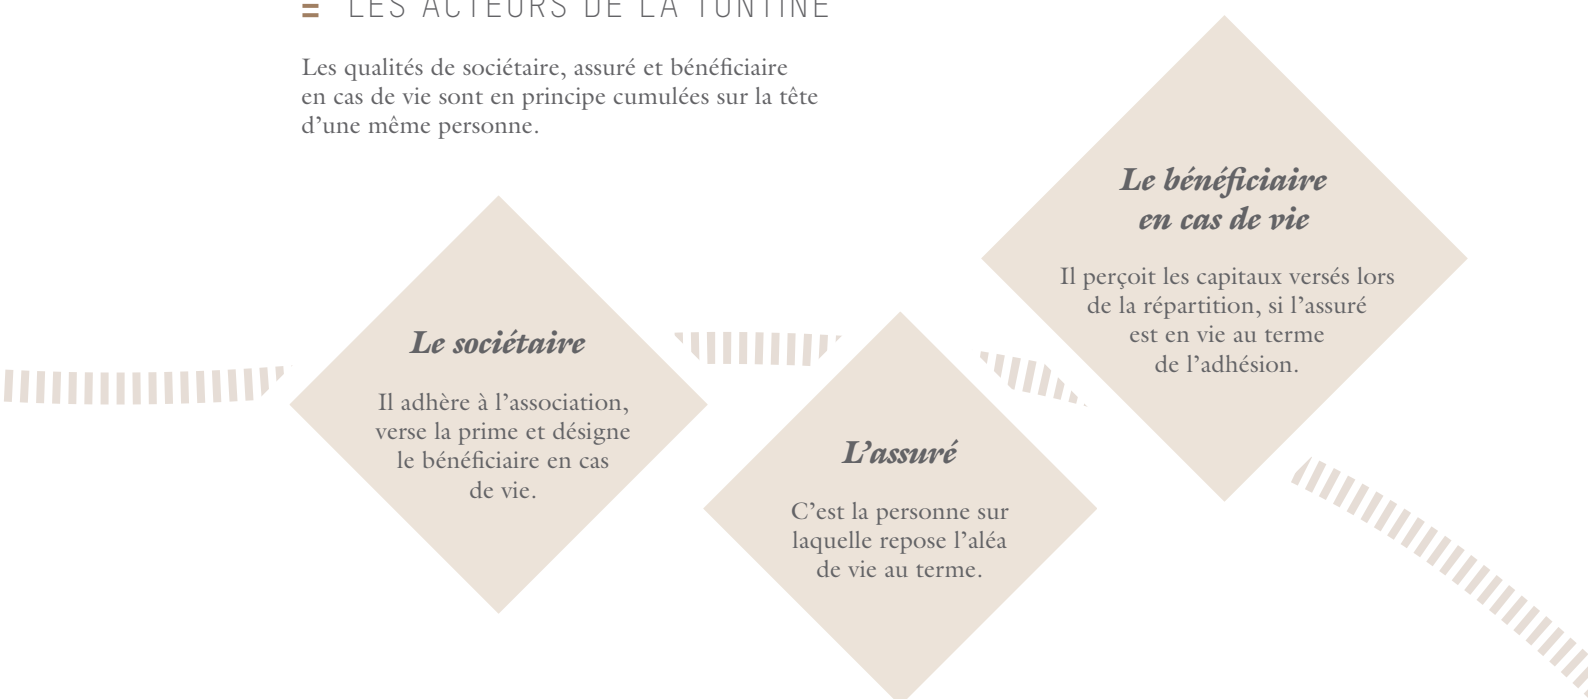 LES ACTEURS DE LA TONTINE
Les qualités de sociétaire, assuré et bénéficiaire
en cas de vie sont en principe cumulées sur la tête
d’une même personne.
Le sociétaire
Il adhère à l’association,
verse la prime et désigne
le bénéficiaire en cas
de vie.
L’assuré
C’est la personne sur
laquelle repose l’aléa
de vie au terme.
Le bénéficiaire
en cas de vie
Il perçoit les capitaux versés lors
de la répartition, si l’assuré
est en vie au terme
de l’adhésion.